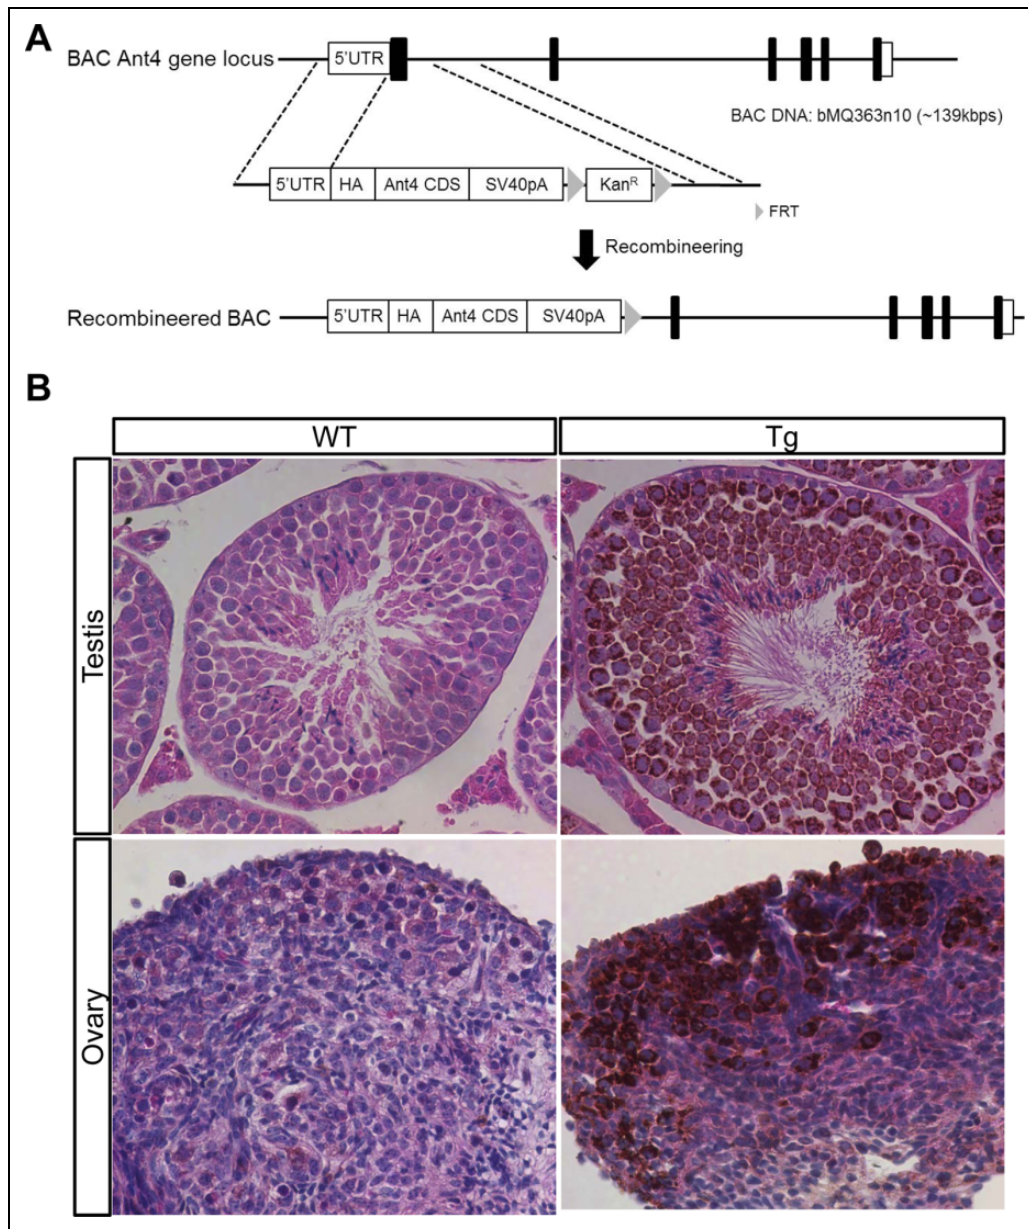 A
BAC Ant4 gene locus
5'UTR
BAC DNA: bMQ363n10 (~139kbps)
5'UTR HA Ant4 CDS SV40pA Kanᴿ
FRT
Recombineering
Recombineered BAC
5'UTR HA Ant4 CDS SV40pA
B
WT Tg
Testis
Ovary